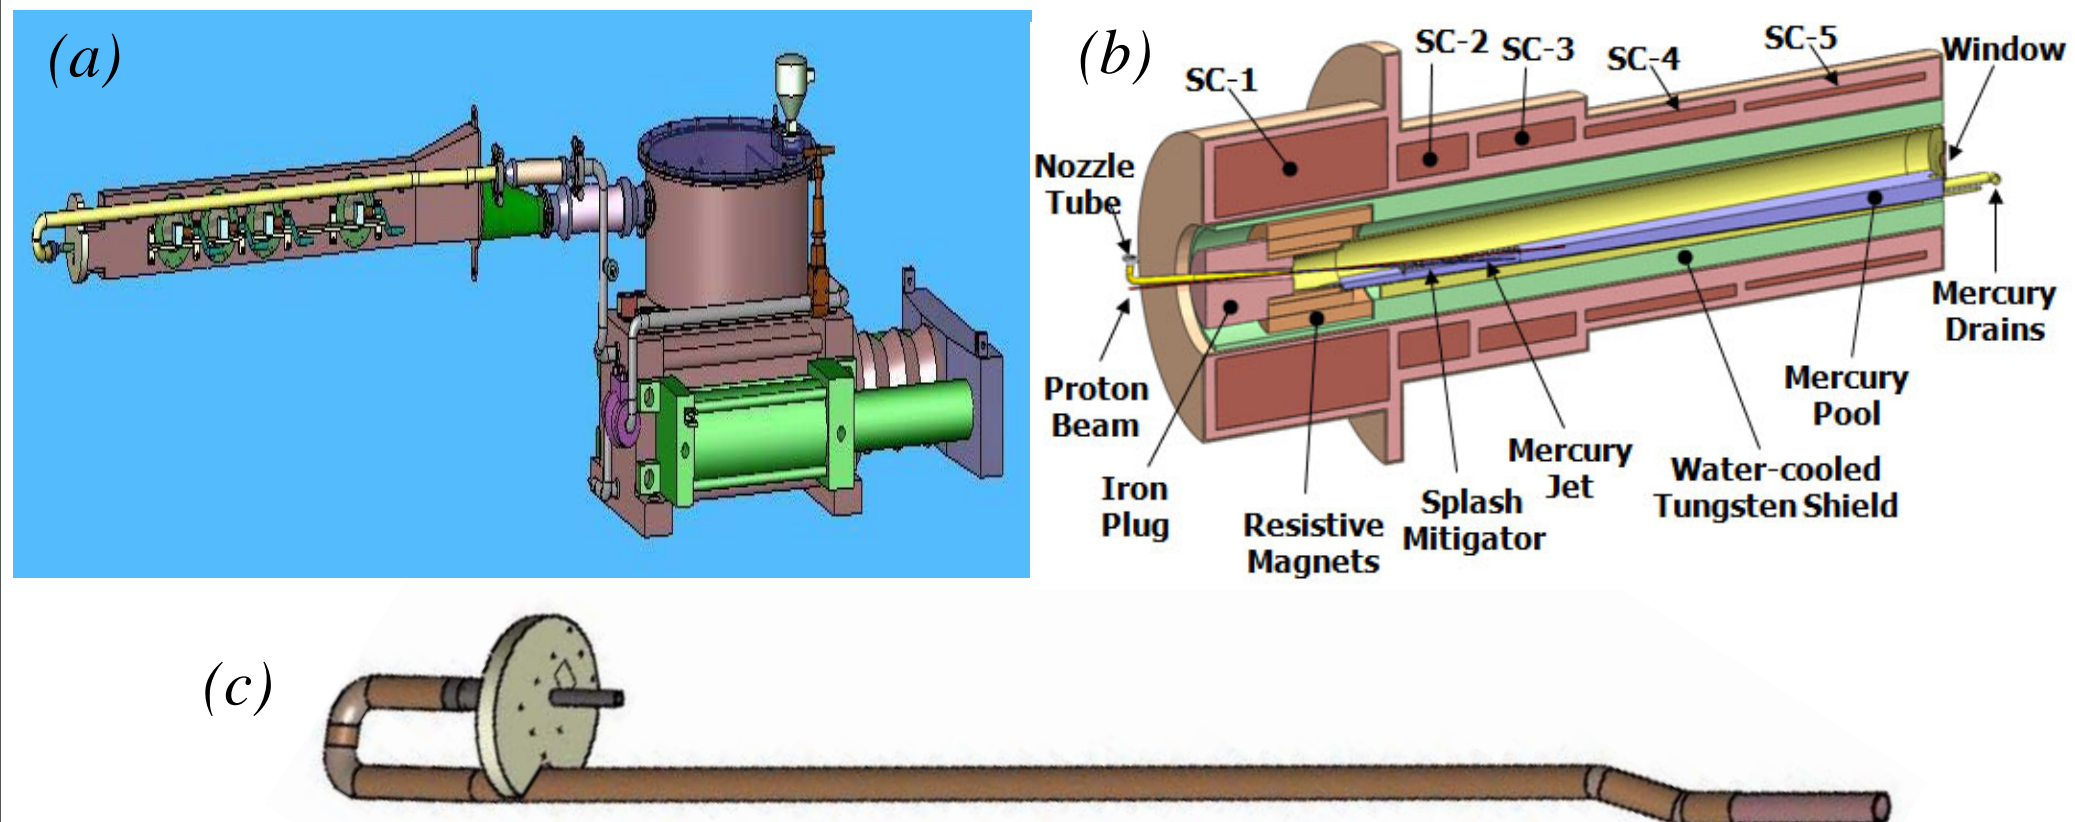 (a)
(b)
SC-1
SC-2
SC-3
SC-4
SC-5
Window
Nozzle
Tube
Proton
Beam
Iron
Plug
Resistive
Magnets
Splash
Mitigator
Mercury
Jet
Water-cooled
Tungsten Shield
Mercury
Pool
Mercury
Drains
(c)